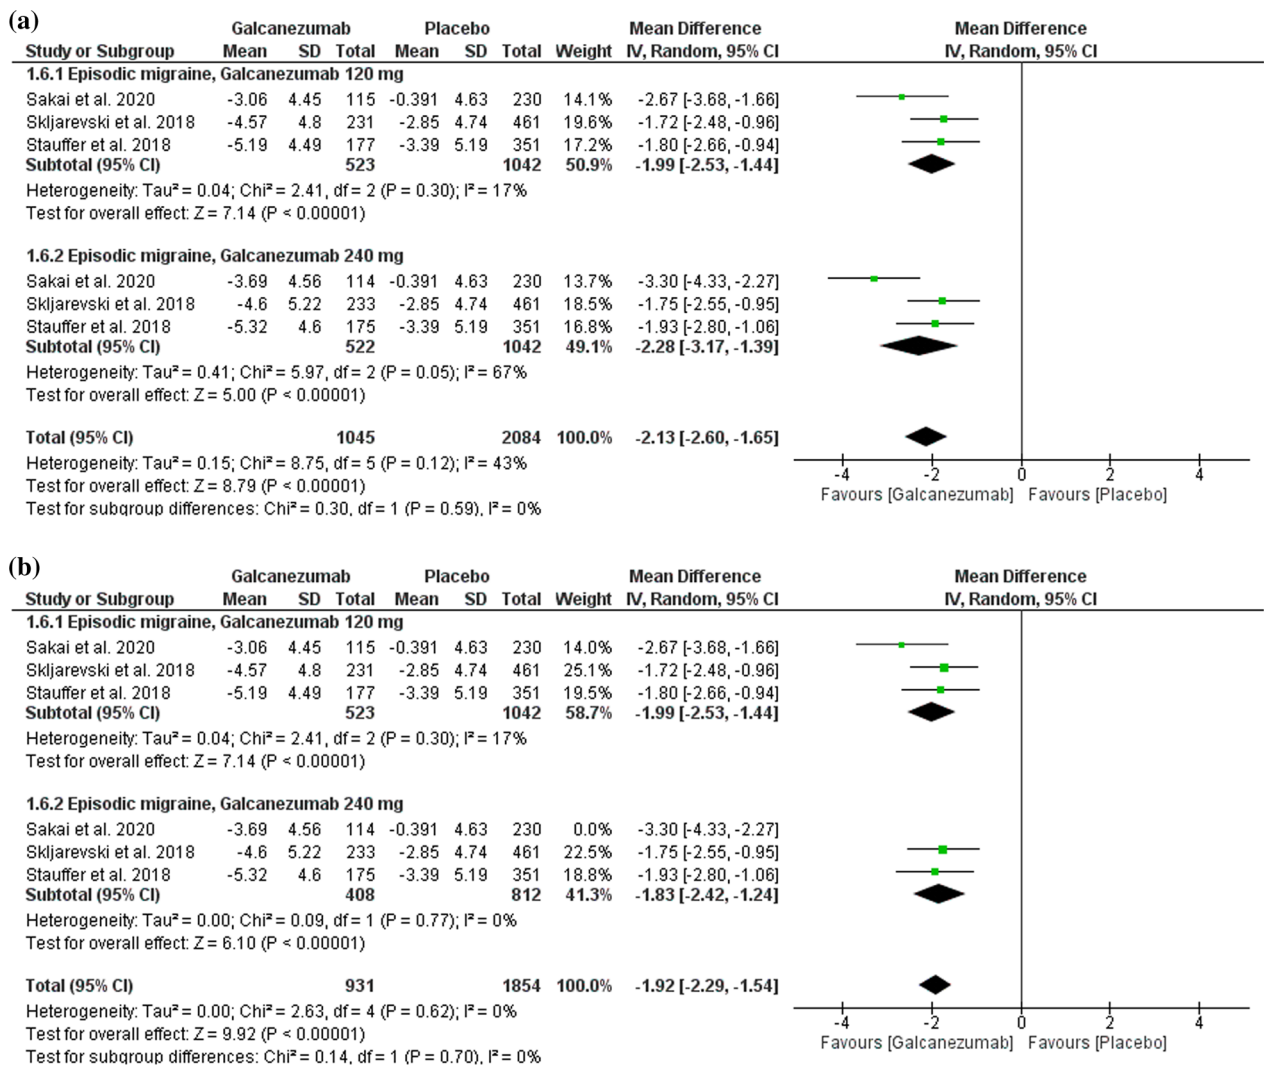 (a)
Galcanezumab Placebo Mean Difference Mean Difference
Study or Subgroup Mean SD Total Mean SD Total Weight IV, Random, 95% CI IV, Random, 95% CI
1.6.1 Episodic migraine, Galcanezumab 120 mg
Sakai et al. 2020 -3.06 4.45 115 -0.391 4.63 230 14.1% -2.67 [-3.68, -1.66]
Skljarevski et al. 2018 -4.57 4.8 231 -2.85 4.74 461 19.6% -1.72 [-2.48, -0.96]
Stauffer et al. 2018 -5.19 4.49 177 -3.39 5.19 351 17.2% -1.80 [-2.66, -0.94]
Subtotal (95% CI) 523 1042 50.9% -1.99 [-2.53, -1.44]
Heterogeneity: Tau² = 0.04; Chi² = 2.41, df = 2 (P = 0.30); I² = 17%
Test for overall effect: Z = 7.14 (P < 0.00001)
1.6.2 Episodic migraine, Galcanezumab 240 mg
Sakai et al. 2020 -3.69 4.56 114 -0.391 4.63 230 13.7% -3.30 [-4.33, -2.27]
Skljarevski et al. 2018 -4.6 5.22 233 -2.85 4.74 461 18.5% -1.75 [-2.55, -0.95]
Stauffer et al. 2018 -5.32 4.6 175 -3.39 5.19 351 16.8% -1.93 [-2.80, -1.06]
Subtotal (95% CI) 522 1042 49.1% -2.28 [-3.17, -1.39]
Heterogeneity: Tau² = 0.41; Chi² = 5.97, df = 2 (P = 0.05); I² = 67%
Test for overall effect: Z = 5.00 (P < 0.00001)
Total (95% CI) 1045 2084 100.0% -2.13 [-2.60, -1.65]
Heterogeneity: Tau² = 0.15; Chi² = 8.75, df = 5 (P = 0.12); I² = 43%
Test for overall effect: Z = 8.79 (P < 0.00001)
Test for subgroup differences: Chi² = 0.30, df = 1 (P = 0.59), I² = 0%
-4 -2 0 2 4
Favours [Galcanezumab] Favours [Placebo]
(b)
Galcanezumab Placebo Mean Difference Mean Difference
Study or Subgroup Mean SD Total Mean SD Total Weight IV, Random, 95% CI IV, Random, 95% CI
1.6.1 Episodic migraine, Galcanezumab 120 mg
Sakai et al. 2020 -3.06 4.45 115 -0.391 4.63 230 14.0% -2.67 [-3.68, -1.66]
Skljarevski et al. 2018 -4.57 4.8 231 -2.85 4.74 461 25.1% -1.72 [-2.48, -0.96]
Stauffer et al. 2018 -5.19 4.49 177 -3.39 5.19 351 19.5% -1.80 [-2.66, -0.94]
Subtotal (95% CI) 523 1042 58.7% -1.99 [-2.53, -1.44]
Heterogeneity: Tau² = 0.04; Chi² = 2.41, df = 2 (P = 0.30); I² = 17%
Test for overall effect: Z = 7.14 (P < 0.00001)
1.6.2 Episodic migraine, Galcanezumab 240 mg
Sakai et al. 2020 -3.69 4.56 114 -0.391 4.63 230 0.0% -3.30 [-4.33, -2.27]
Skljarevski et al. 2018 -4.6 5.22 233 -2.85 4.74 461 22.5% -1.75 [-2.55, -0.95]
Stauffer et al. 2018 -5.32 4.6 175 -3.39 5.19 351 18.8% -1.93 [-2.80, -1.06]
Subtotal (95% CI) 408 812 41.3% -1.83 [-2.42, -1.24]
Heterogeneity: Tau² = 0.00; Chi² = 0.09, df = 1 (P = 0.77); I² = 0%
Test for overall effect: Z = 6.10 (P < 0.00001)
Total (95% CI) 931 1854 100.0% -1.92 [-2.29, -1.54]
Heterogeneity: Tau² = 0.00; Chi² = 2.63, df = 4 (P = 0.62); I² = 0%
Test for overall effect: Z = 9.92 (P < 0.00001)
Test for subgroup differences: Chi² = 0.14, df = 1 (P = 0.70), I² = 0%
-4 -2 0 2 4
Favours [Galcanezumab] Favours [Placebo]